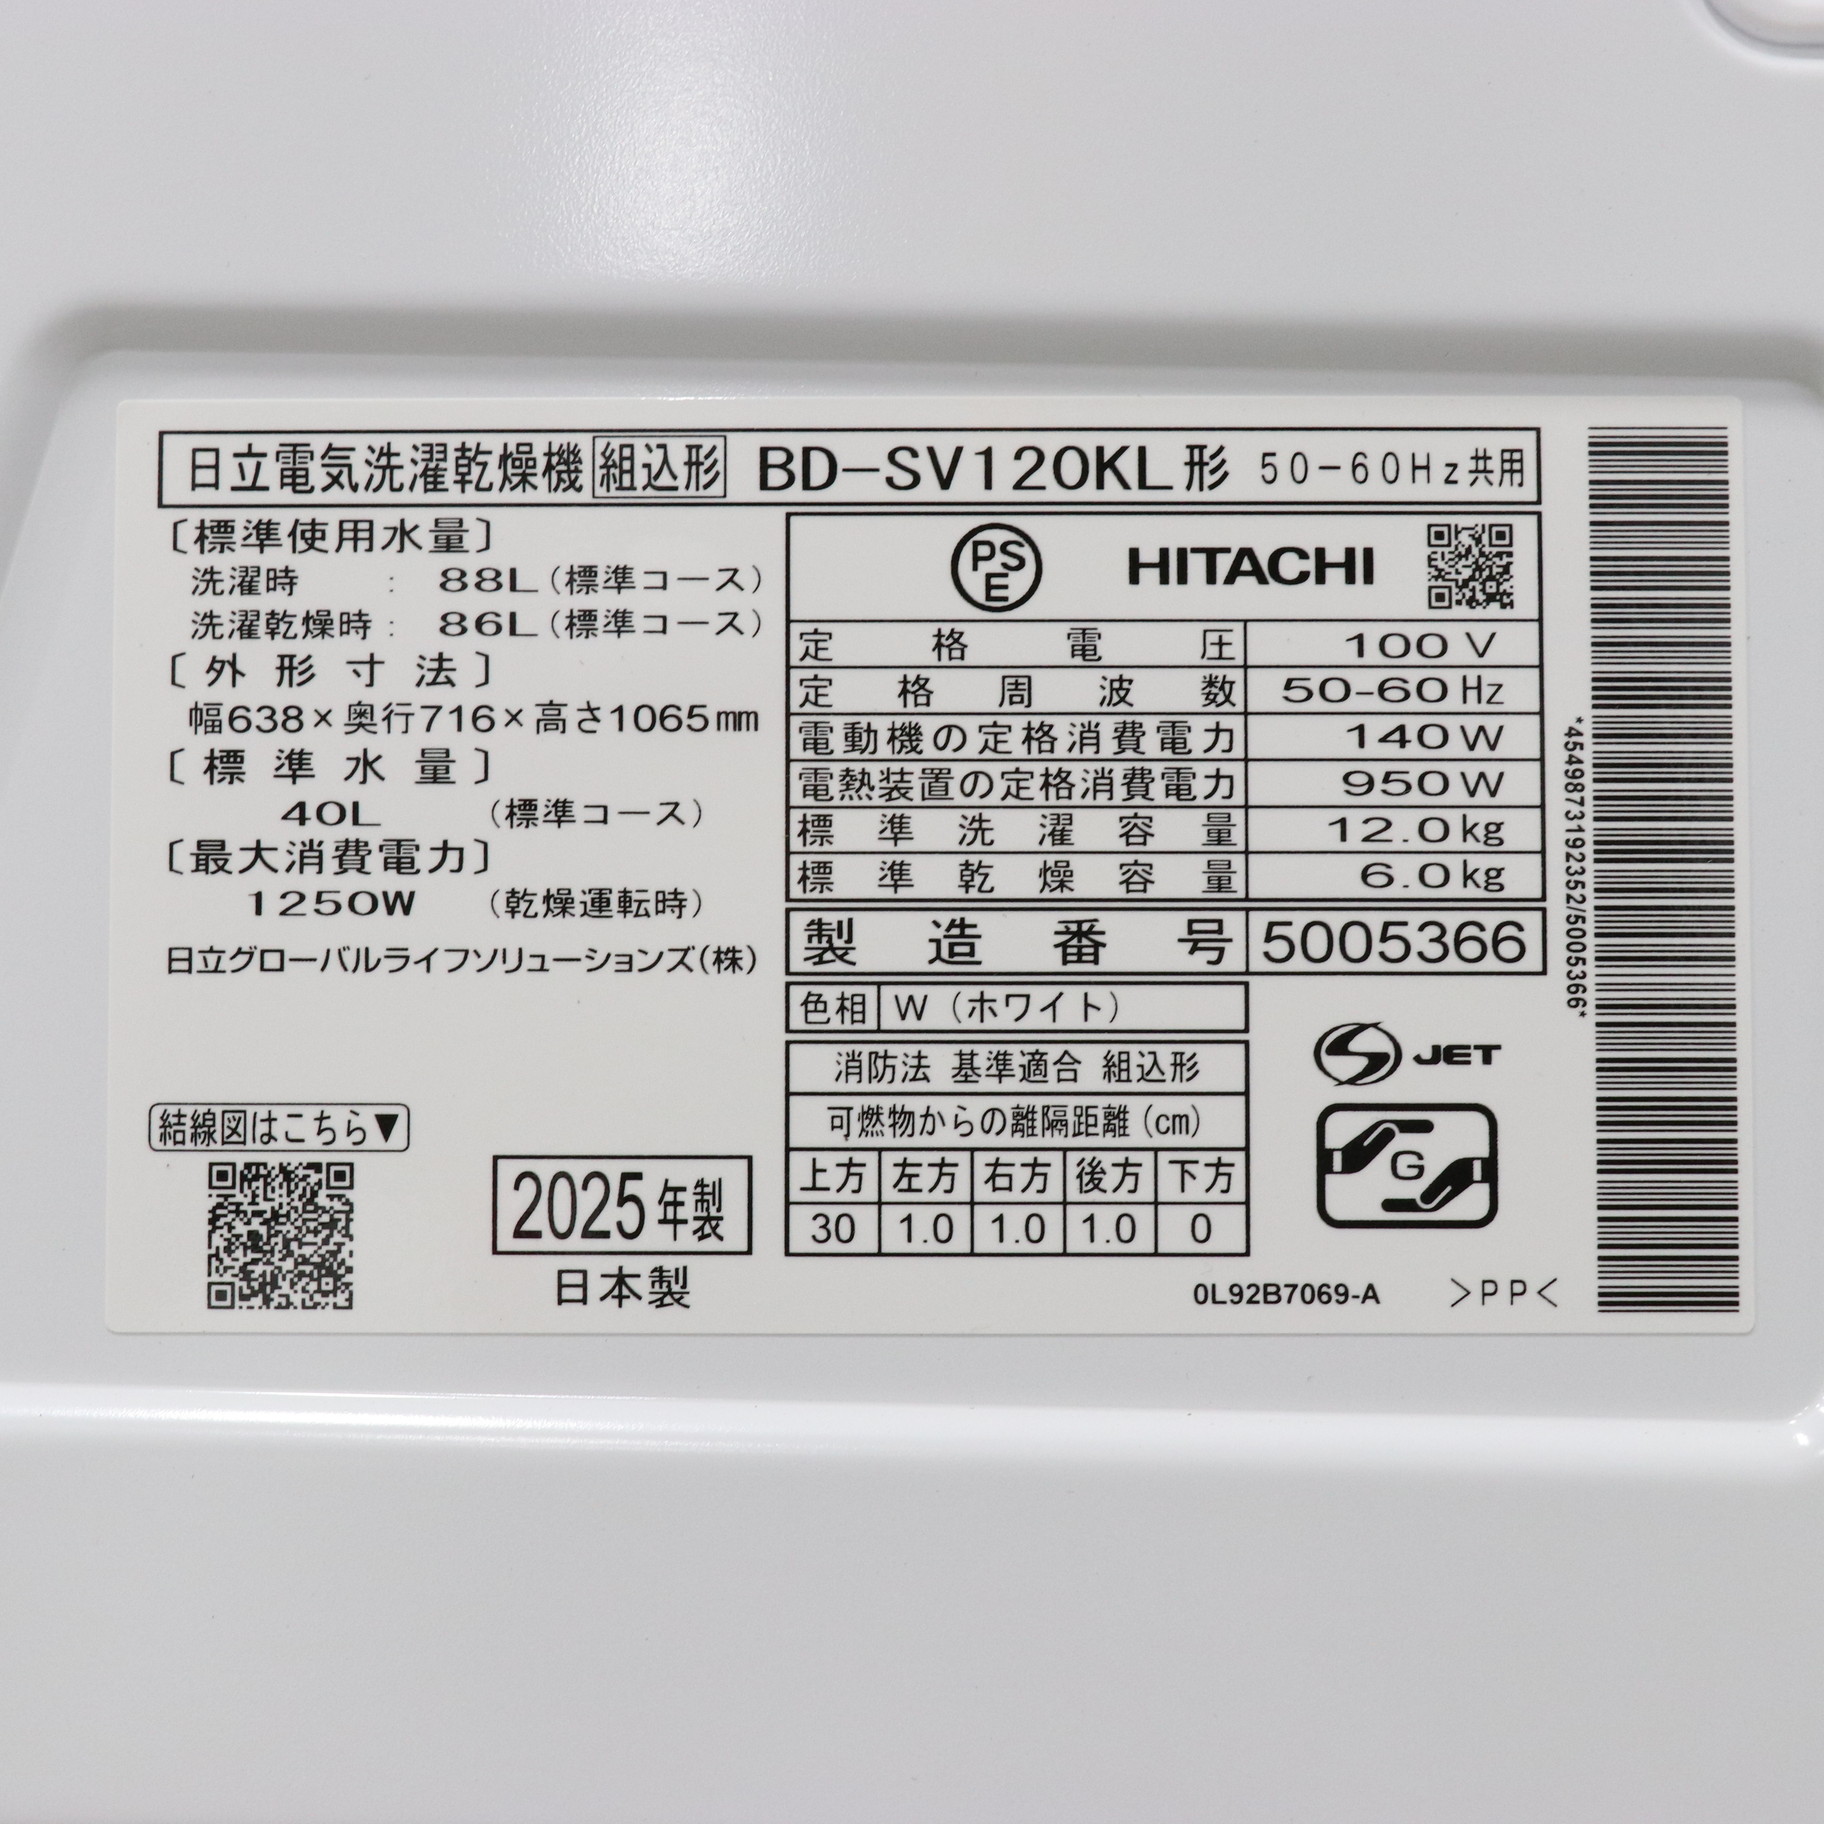 日立電気洗濯乾燥機 組込形 BD-SV120KL形 50-60Hz共用
〔標準使用水量〕
洗濯時 : 88L(標準コース)
洗濯乾燥時 : 86L(標準コース)
〔外形寸法〕
幅638×奥行716×高さ1065mm
〔標準水量〕
40L (標準コース)
〔最大消費電力〕
1250W (乾燥運転時)
日立グローバルライフソリューションズ(株)
結線図はこちら▼
2025年製
日本製
PSE HITACHI
定格電圧 100V
定格周波数 50-60Hz
電動機の定格消費電力 140W
電熱装置の定格消費電力 950W
標準洗濯容量 12.0kg
標準乾燥容量 6.0kg
製造番号 5005366
色相 W(ホワイト)
消防法 基準適合 組込形
可燃物からの離隔距離(cm)
上方 左方 右方 後方 下方
30 1.0 1.0 1.0 0
S JET
G
0L92B7069-A >PP<
*4549873192352/5005366*